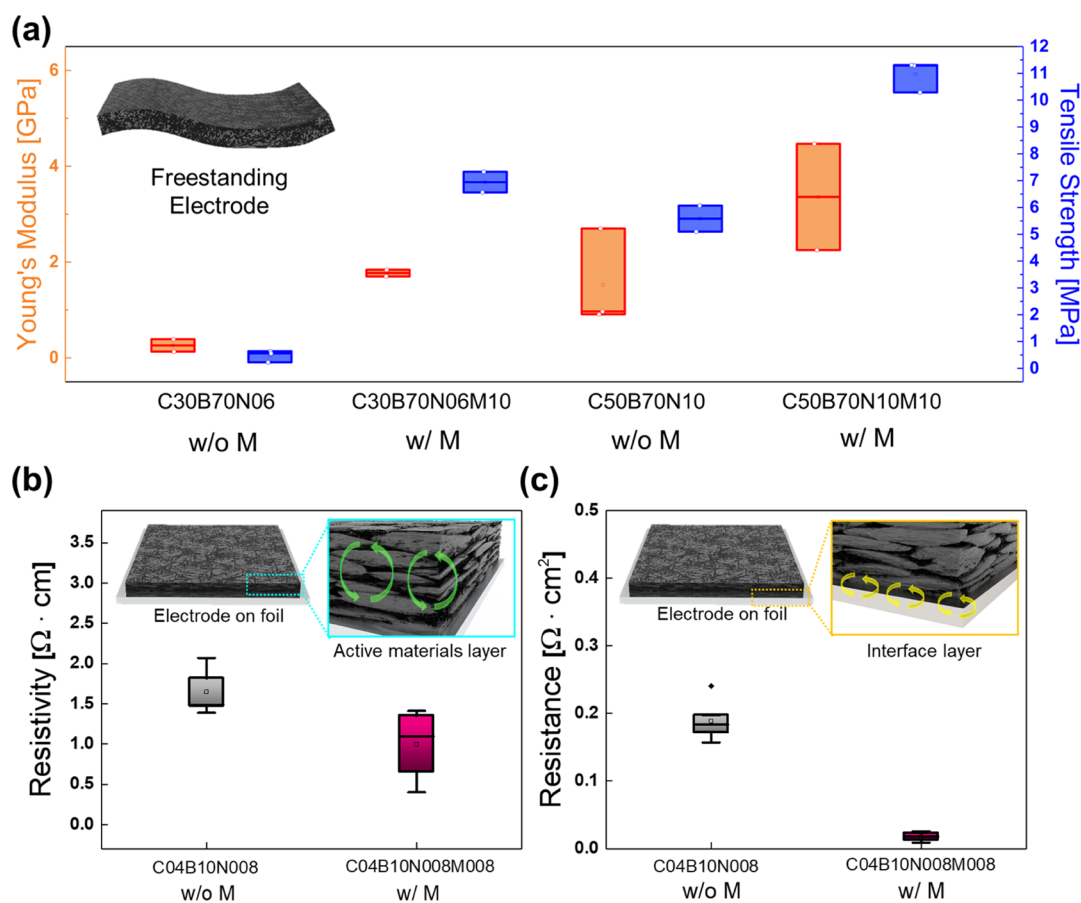 (a)
Young's Modulus [GPa]
6
4
2
0
Freestanding
Electrode
12
11
10
9
8
7
6
5
4
3
2
1
0
Tensile Strength [MPa]
C30B70N06
w/o M
C30B70N06M10
w/ M
C50B70N10
w/o M
C50B70N10M10
w/ M
(b)
Resistivity [Ω · cm]
3.5
3.0
2.5
2.0
1.5
1.0
0.5
0.0
Electrode on foil
Active materials layer
C04B10N008
w/o M
C04B10N008M008
w/ M
(c)
Resistance [Ω · cm²]
0.5
0.4
0.3
0.2
0.1
0.0
Electrode on foil
Interface layer
C04B10N008
w/o M
C04B10N008M008
w/ M